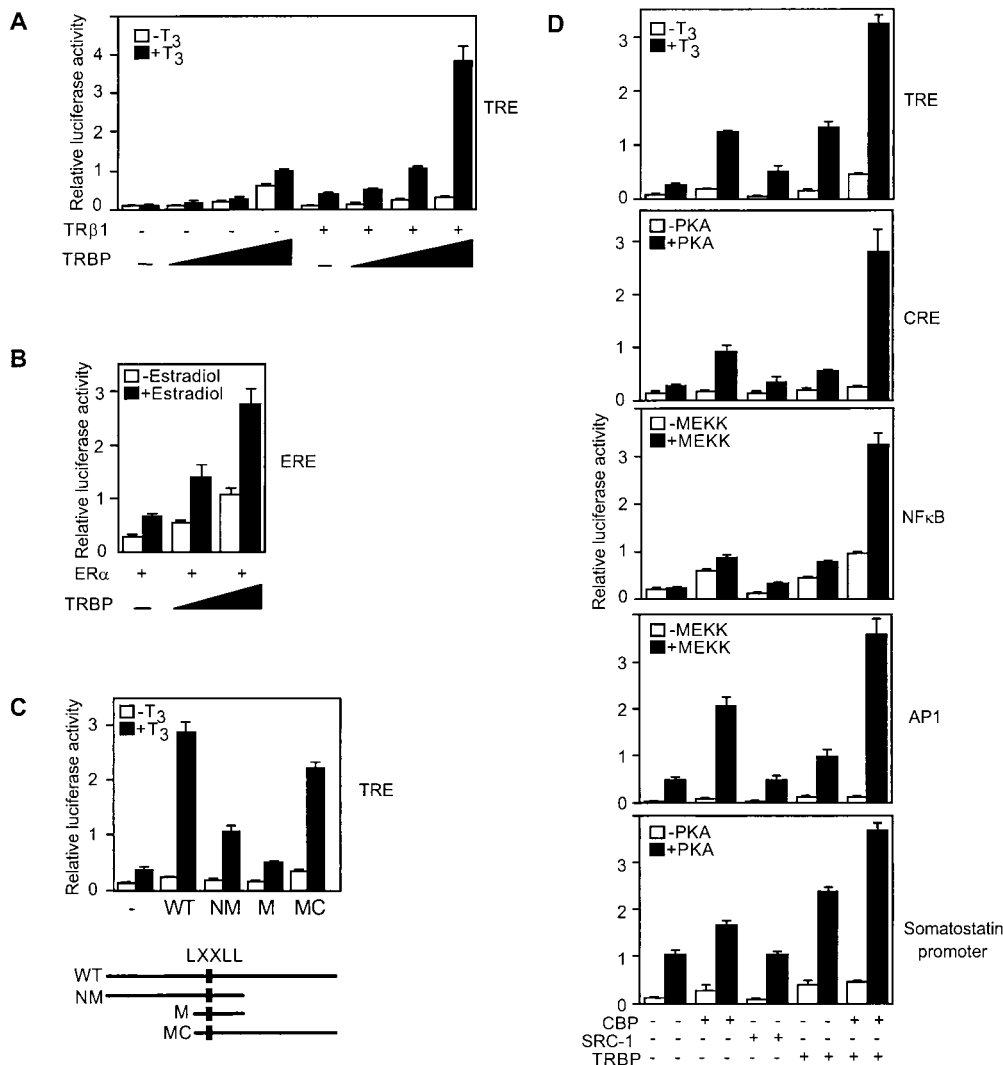 A
Relative luciferase activity
-T3
+T3
4
3
2
1
0
TRE
TRβ1 - - - - + + + +
TRBP - -
B
Relative luciferase activity
-Estradiol
+Estradiol
3
2
1
0
ERE
ERα + + +
TRBP -
C
Relative luciferase activity
-T3
+T3
3
2
1
0
TRE
- WT NM M MC
LXXLL
WT
NM
M
MC
D
Relative luciferase activity
-T3
+T3
3
2
1
0
TRE
-PKA
+PKA
3
2
1
0
CRE
-MEKK
+MEKK
3
2
1
0
NFκB
-MEKK
+MEKK
3
2
1
0
AP1
-PKA
+PKA
3
2
1
0
Somatostatin
promoter
CBP - - + + - - - - + +
SRC-1 - - - - + + - - - -
TRBP - - - - - - + + + +